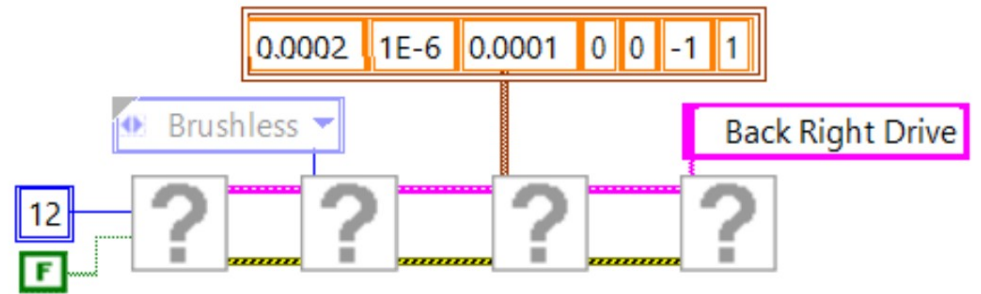 0.0002 1E-6 0.0001 0 0 -1 1
Brushless
Back Right Drive
12
F
? ? ? ?